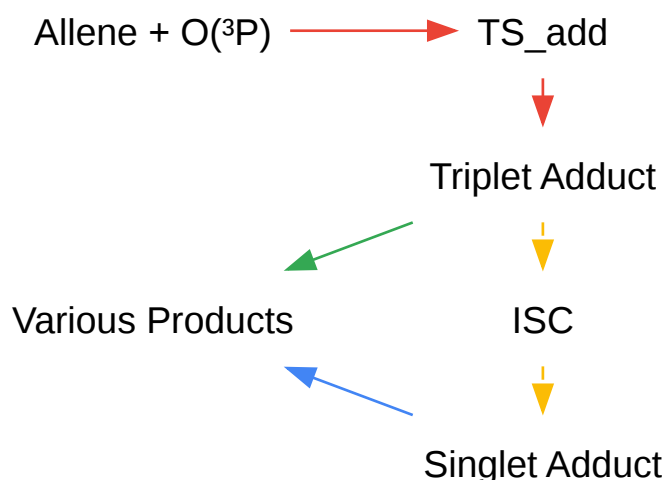 Allene + O(³P)
TS_add
Triplet Adduct
Various Products
ISC
Singlet Adduct